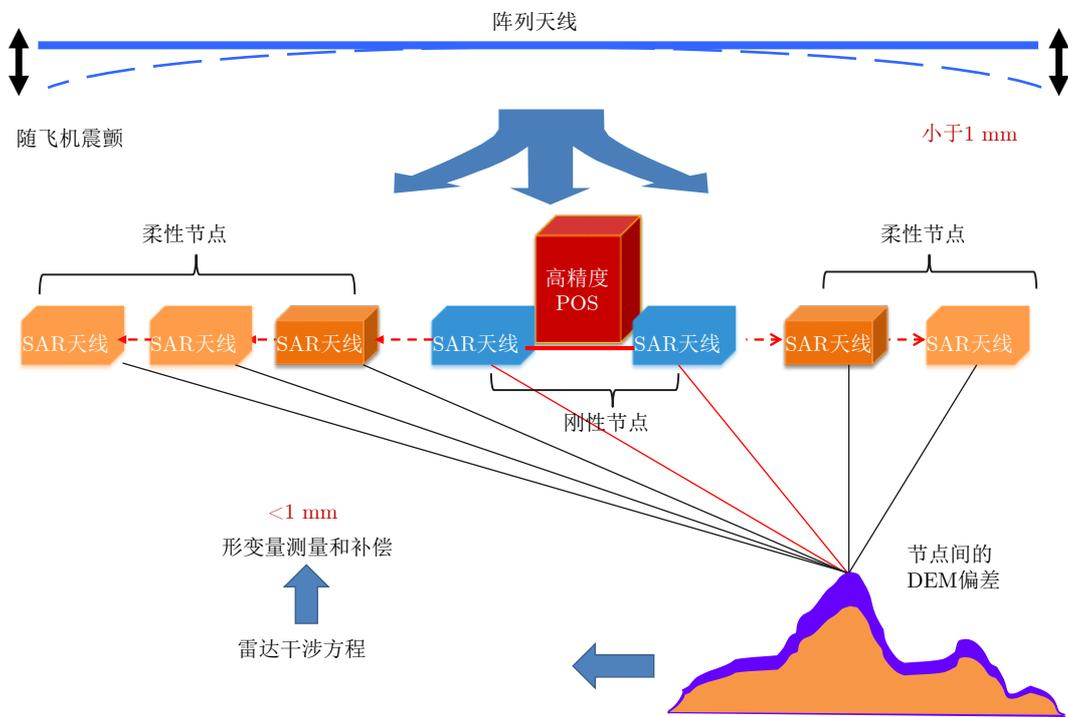 阵列天线
随飞机震颤
小于1 mm
柔性节点
柔性节点
高精度
POS
SAR天线
SAR天线
SAR天线
SAR天线
SAR天线
SAR天线
SAR天线
刚性节点
<1 mm
形变量测量和补偿
节点间的
DEM偏差
雷达干涉方程